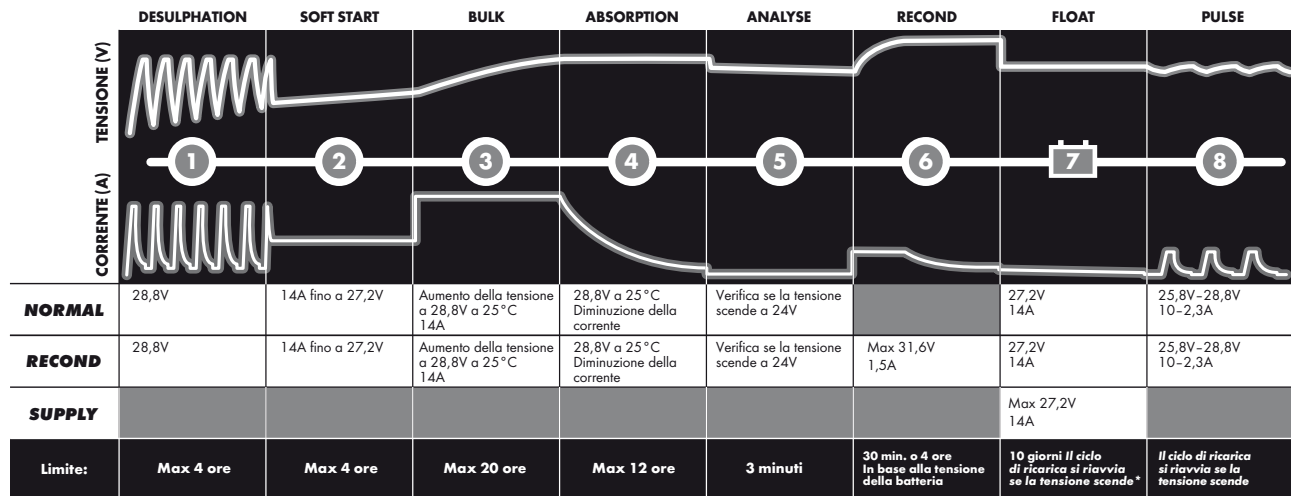 DESULPHATION SOFT START BULK ABSORPTION ANALYSE RECOND FLOAT PULSE
TENSIONE (V)
CORRENTE (A)
1 2 3 4 5 6 7 8
NORMAL
28,8V
14A fino a 27,2V
Aumento della tensione
a 28,8V a 25°C
14A
28,8V a 25°C
Diminuzione della
corrente
Verifica se la tensione
scende a 24V
27,2V
14A
25,8V–28,8V
10–2,3A
RECOND
28,8V
14A fino a 27,2V
Aumento della tensione
a 28,8V a 25°C
14A
28,8V a 25°C
Diminuzione della
corrente
Verifica se la tensione
scende a 24V
Max 31,6V
1,5A
27,2V
14A
25,8V–28,8V
10–2,3A
SUPPLY
Max 27,2V
14A
Limite:
Max 4 ore
Max 4 ore
Max 20 ore
Max 12 ore
3 minuti
30 min. o 4 ore
In base alla tensione
della batteria
10 giorni Il ciclo
di ricarica si riavvia
se la tensione scende*
Il ciclo di ricarica
si riavvia se la
tensione scende